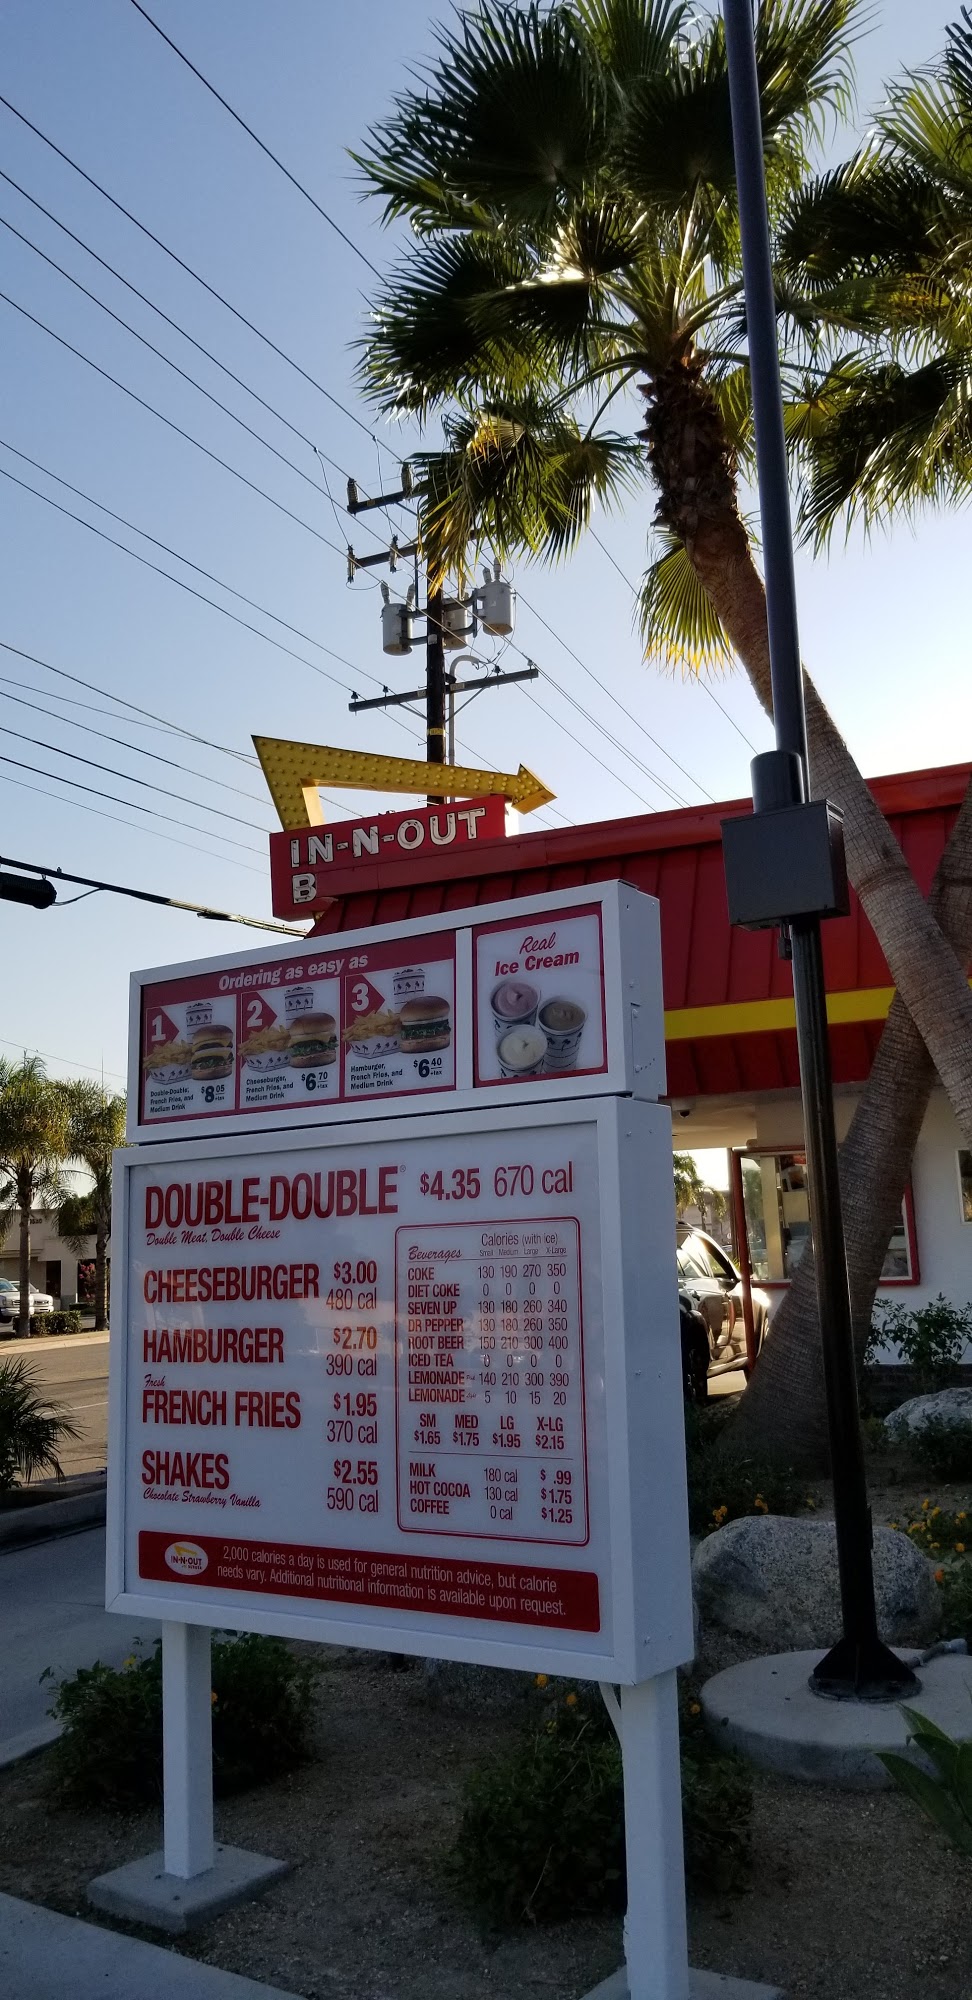 IN-N-OUT
B
Ordering as easy as
1
Double-Double,
French Fries, and
Medium Drink
$8.05
+tax
2
Cheeseburger,
French Fries, and
Medium Drink
$6.70
+tax
3
Hamburger,
French Fries, and
Medium Drink
$6.40
+tax
Real
Ice Cream
DOUBLE-DOUBLE® $4.35 670 cal
Double Meat, Double Cheese
CHEESEBURGER $3.00
480 cal
HAMBURGER $2.70
390 cal
Fresh
FRENCH FRIES $1.95
370 cal
SHAKES $2.55
Chocolate Strawberry Vanilla 590 cal
Beverages Calories (with ice)
Small Medium Large X-Large
COKE 130 190 270 350
DIET COKE 0 0 0 0
SEVEN UP 130 180 260 340
DR PEPPER 130 180 260 350
ROOT BEER 150 210 300 400
ICED TEA 0 0 0 0
LEMONADE 140 210 300 390
LEMONADE 5 10 15 20
SM MED LG X-LG
$1.65 $1.75 $1.95 $2.15
MILK 180 cal $ .99
HOT COCOA 130 cal $1.75
COFFEE 0 cal $1.25
IN-N-OUT
2,000 calories a day is used for general nutrition advice, but calorie
needs vary. Additional nutritional information is available upon request.